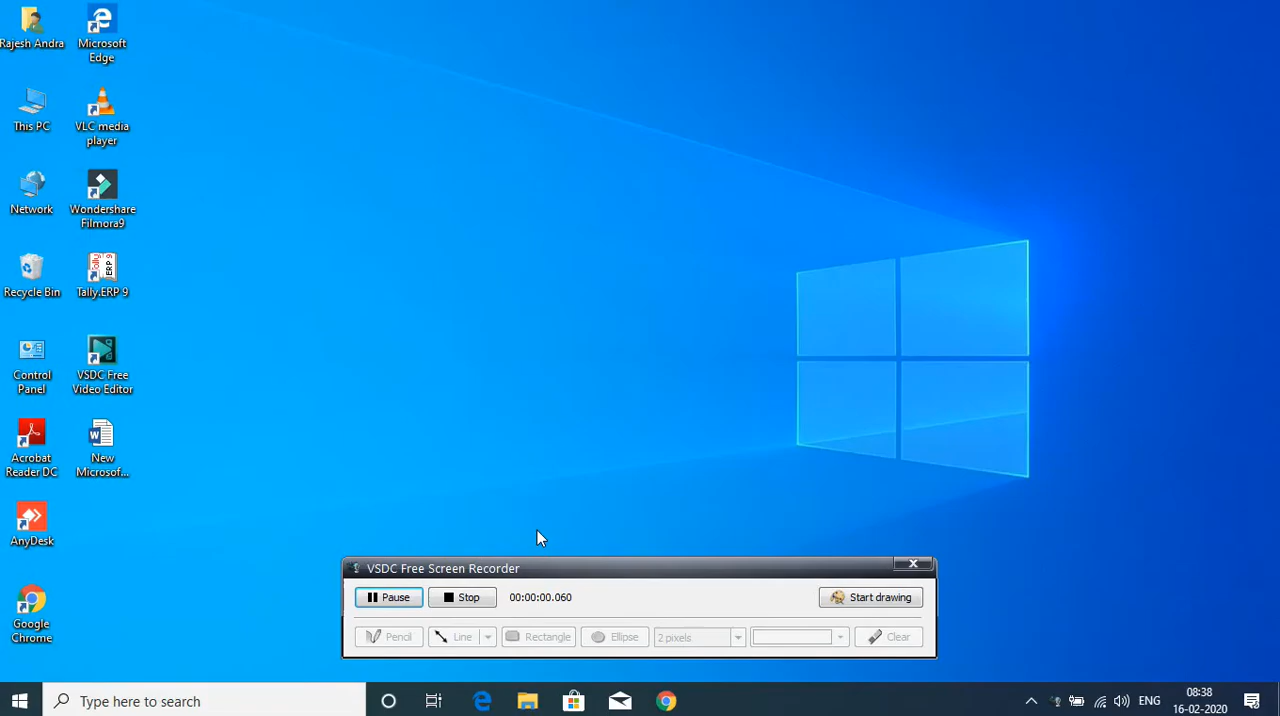 Rajesh Andra
Microsoft
Edge
This PC
VLC media
player
Network
Wondershare
Filmora9
Recycle Bin
Tally
ERP 9
Tally.ERP 9
Control
Panel
VSDC Free
Video Editor
Acrobat
Reader DC
New
Microsof...
AnyDesk
Google
Chrome
VSDC Free Screen Recorder
Pause
Stop
00:00:00.060
Start drawing
Pencil
Line
Rectangle
Ellipse
2 pixels
Clear
Type here to search
ENG
08:38
16-02-2020